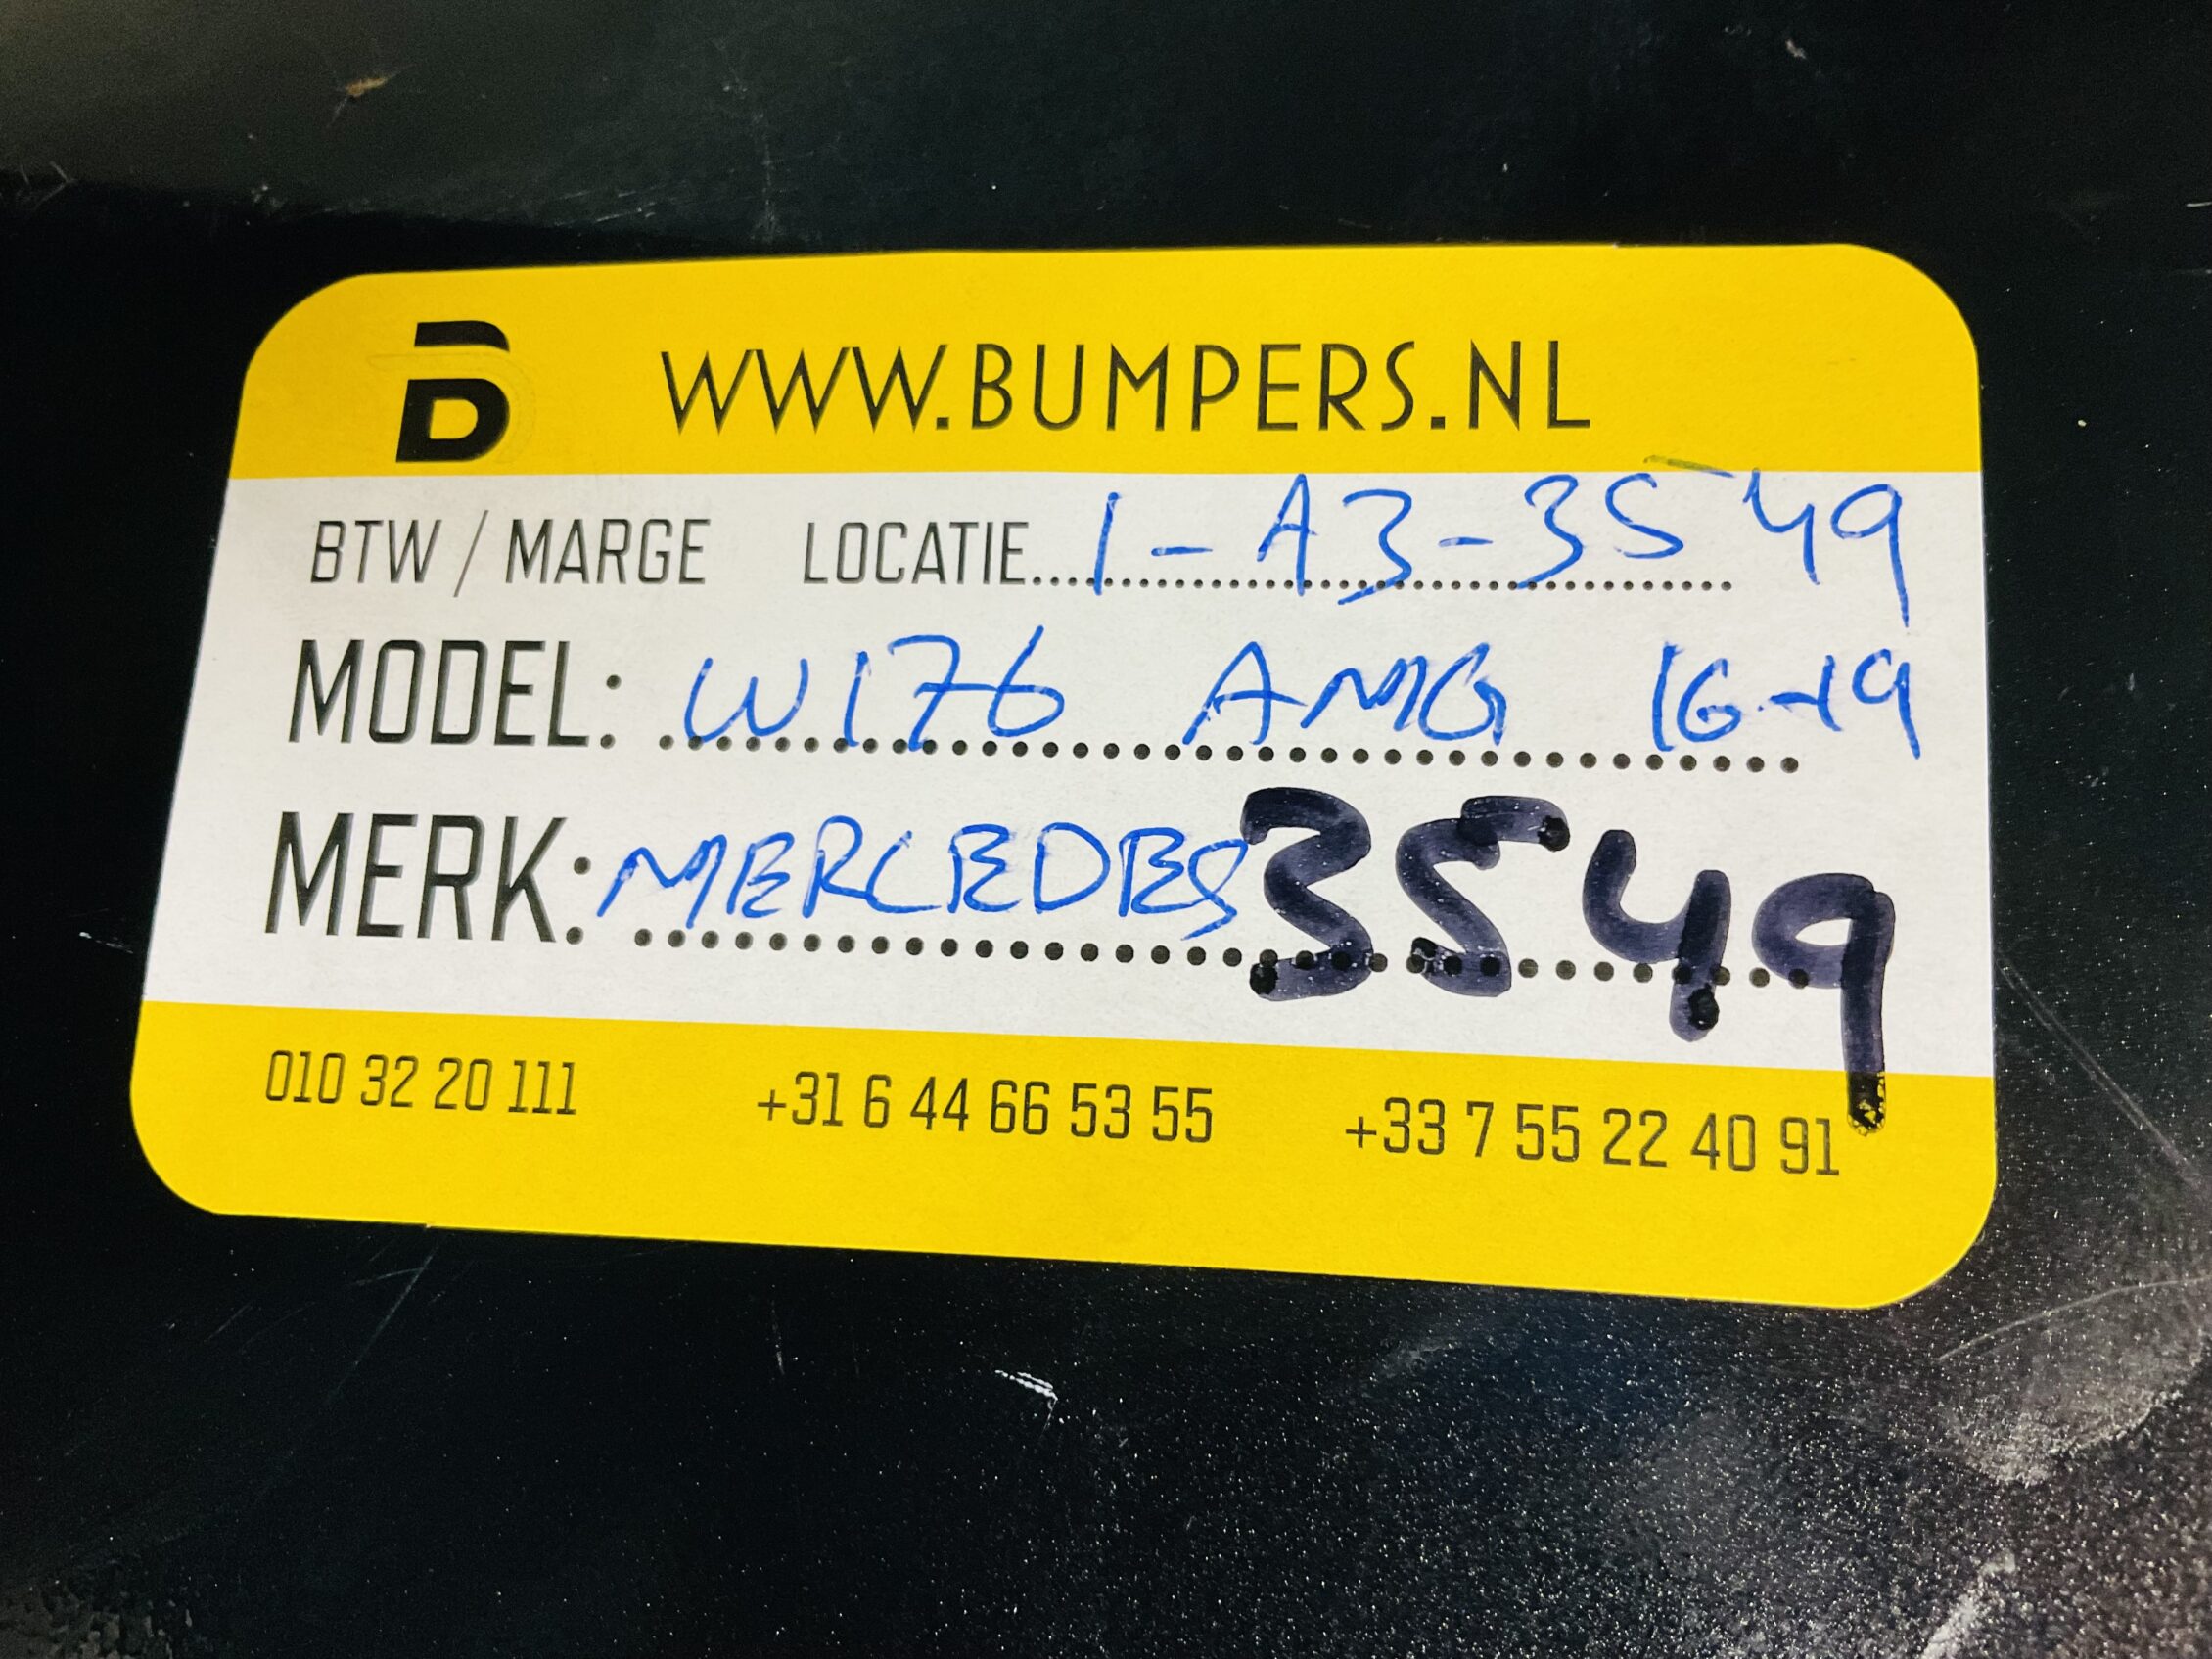 B WWW.BUMPERS.NL
BTW / MARGE LOCATIE 1-A3-3549
MODEL: W176 AMG 16-19
MERK: MERCEDES 3549
010 32 20 111 +31 6 44 66 53 55 +33 7 55 22 40 91